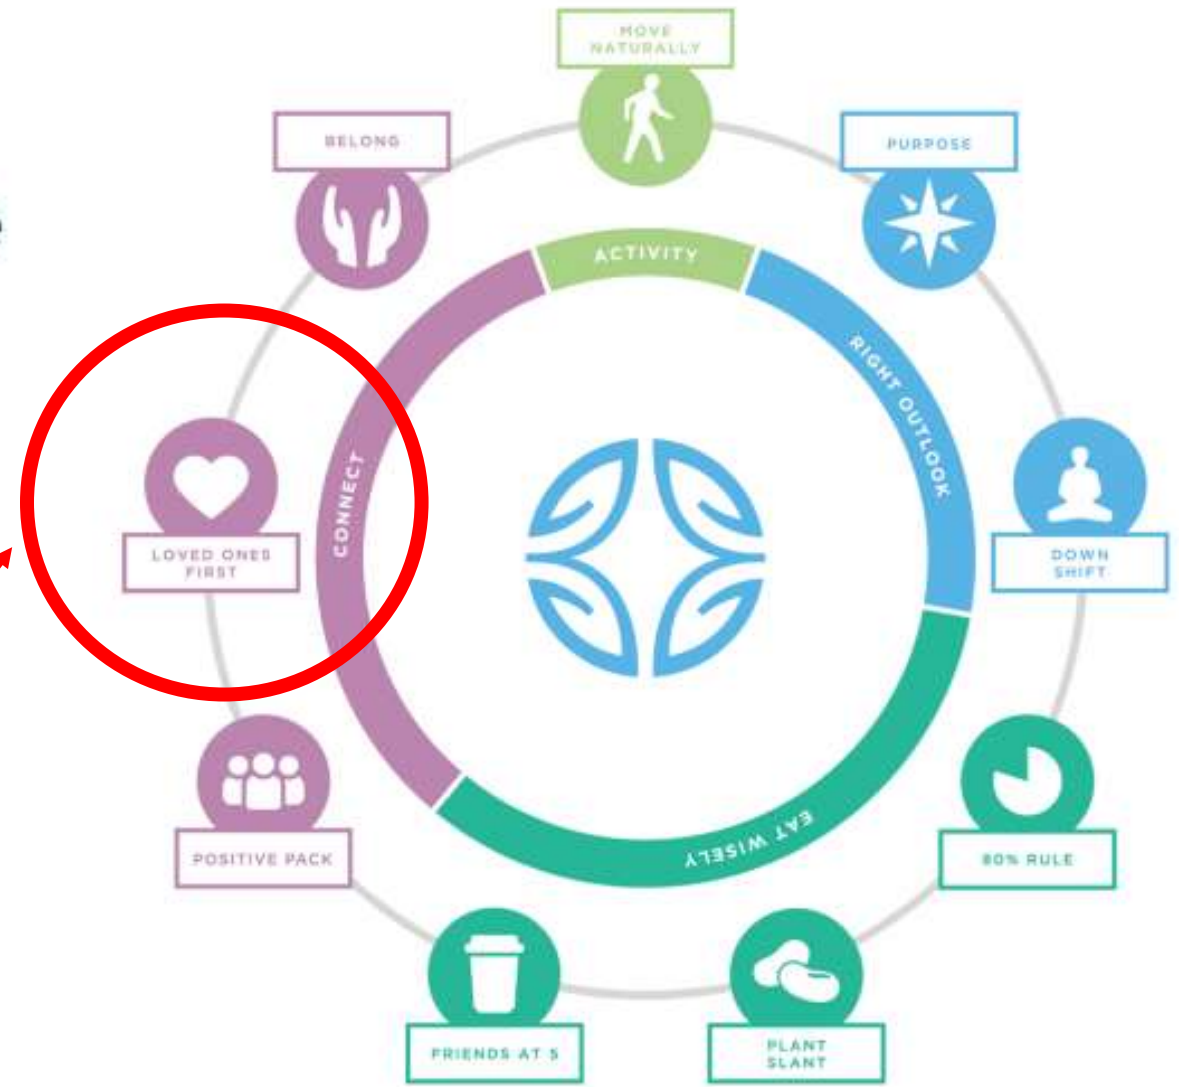 MOVE
NATURALLY
BELONG
PURPOSE
ACTIVITY
RIGHT OUTLOOK
CONNECT
LOVED ONES
FIRST
DOWN
SHIFT
EAT WISELY
POSITIVE PACK
80% RULE
FRIENDS AT 5
PLANT
SLANT